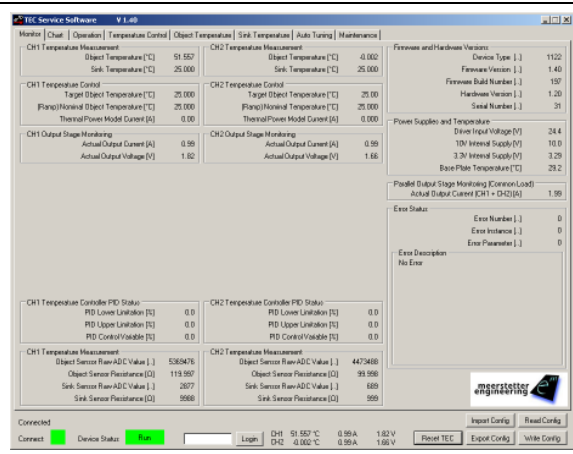 TEC Service Software V 1.40
Monitor Chart Operation Temperature Control Object Temperature Sink Temperature Auto Tuning Maintenance
CH1 Temperature Measurement
Object Temperature [°C] 51.557
Sink Temperature [°C] 25.000
CH1 Temperature Control
Target Object Temperature [°C] 25.000
(Ramp) Nominal Object Temperature [°C] 25.000
Thermal Power Model Current [A] 0.00
CH1 Output Stage Monitoring
Actual Output Current [A] 0.99
Actual Output Voltage [V] 1.82
CH1 Temperature Controller PID Status
PID Lower Limitation [%] 0.0
PID Upper Limitation [%] 0.0
PID Control Variable [%] 0.0
CH1 Temperature Measurement
Object Sensor Raw ADC Value [..] 5369476
Object Sensor Resistance [Ω] 119.997
Sink Sensor Raw ADC Value [..] 2877
Sink Sensor Resistance [Ω] 9988
CH2 Temperature Measurement
Object Temperature [°C] -0.002
Sink Temperature [°C] 25.000
CH2 Temperature Control
Target Object Temperature [°C] 25.00
(Ramp) Nominal Object Temperature [°C] 25.000
Thermal Power Model Current [A] 0.000
CH2 Output Stage Monitoring
Actual Output Current [A] 0.99
Actual Output Voltage [V] 1.66
CH2 Temperature Controller PID Status
PID Lower Limitation [%] 0.0
PID Upper Limitation [%] 0.0
PID Control Variable [%] 0.0
CH2 Temperature Measurement
Object Sensor Raw ADC Value [..] 4473488
Object Sensor Resistance [Ω] 99.998
Sink Sensor Raw ADC Value [..] 689
Sink Sensor Resistance [Ω] 999
Firmware and Hardware Versions
Device Type [..] 1122
Firmware Version [..] 1.40
Firmware Build Number [..] 197
Hardware Version [..] 1.20
Serial Number [..] 31
Power Supplies and Temperature
Driver Input Voltage [V] 24.4
10V Internal Supply [V] 10.0
3.3V Internal Supply [V] 3.29
Base Plate Temperature [°C] 29.2
Parallel Output Stage Monitoring (Common Load)
Actual Output Current (CH1 + CH2) [A] 1.99
Error Status
Error Number [..] 0
Error Instance [..] 0
Error Parameter [..] 0
Error Description
No Error
meerstetter
engineering
Connected
Connect Device Status Run Login
CH1 51.557 °C 0.99 A 1.82 V
CH2 -0.002 °C 0.99 A 1.66 V
Reset TEC
Import Config Read Config
Export Config Write Config